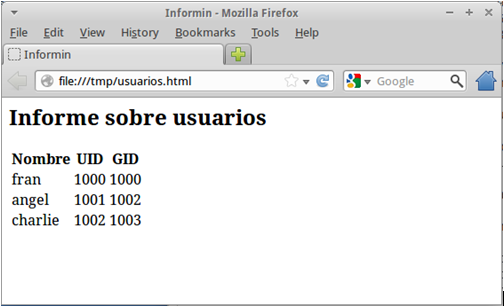 Informin - Mozilla Firefox
File Edit View History Bookmarks Tools Help
Informin
file:///tmp/usuarios.html
Google
Informe sobre usuarios
Nombre UID GID
fran 1000 1000
angel 1001 1002
charlie 1002 1003